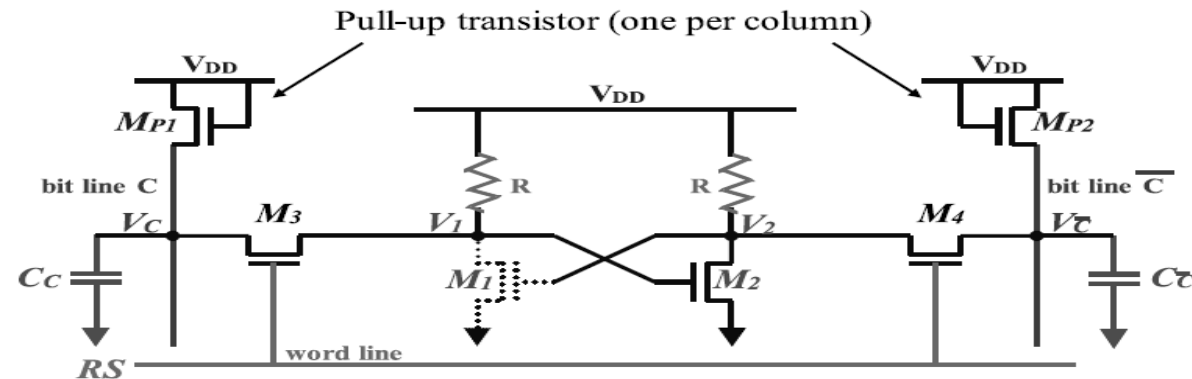 Pull-up transistor (one per column)
VDD
VDD
VDD
MP1
MP2
bit line C
R
R
bit line C̅
VC
M3
V1
V2
M4
VC̅
CC
M1
M2
CC̅
word line
RS